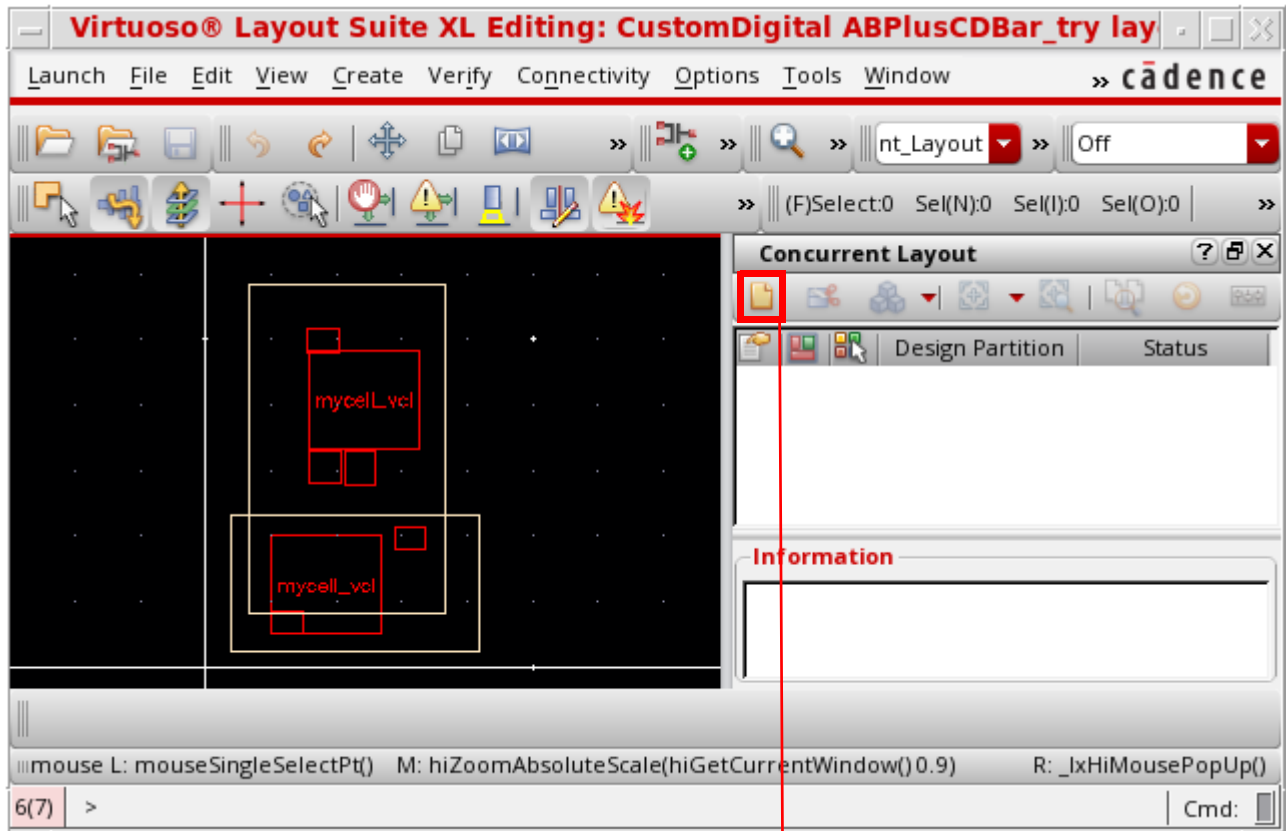 Virtuoso® Layout Suite XL Editing: CustomDigital ABPlusCDBar_try lay
Launch File Edit View Create Verify Connectivity Options Tools Window » cādence
» » » nt_Layout » Off
» (F)Select:0 Sel(N):0 Sel(I):0 Sel(O):0 »
Concurrent Layout
Design Partition Status
mycell_vcl
Information
mycell_vcl
mouse L: mouseSingleSelectPt() M: hiZoomAbsoluteScale(hiGetCurrentWindow() 0.9) R: _lxHiMousePopUp()
6(7) > Cmd: